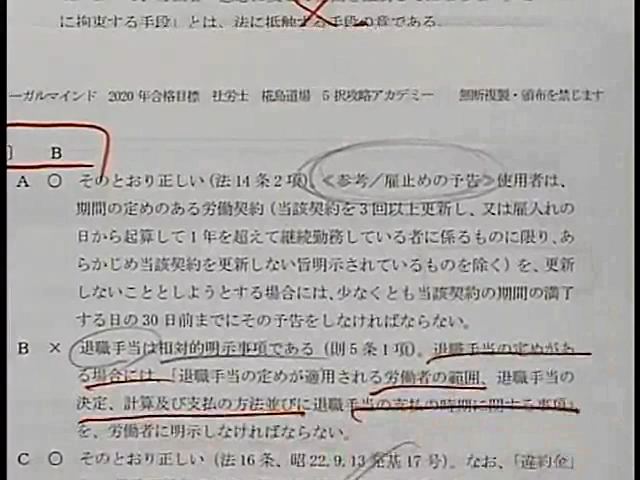 に拘束する手段」とは、法に抵触する手段の意である。
ーガルマインド 2020年合格目標 社労士 椛島道場 5択攻略アカデミー 無断複製・頒布を禁じます
B
A ○ そのとおり正しい(法14条2項)。<参考/雇止めの予告>使用者は、
期間の定めのある労働契約(当該契約を3回以上更新し、又は雇入れの
日から起算して1年を超えて継続勤務している者に係るものに限り、あ
らかじめ当該契約を更新しない旨明示されているものを除く)を、更新
しないこととしようとする場合には、少なくとも当該契約の期間の満了
する日の30日前までにその予告をしなければならない。
B × 退職手当は相対的明示事項である(則5条1項)。退職手当の定めがあ
る場合には、「退職手当の定めが適用される労働者の範囲、退職手当の
決定、計算及び支払の方法並びに退職手当の支払の時期に関する事項」
を、労働者に明示しなければならない。
C ○ そのとおり正しい(法16条、昭22.9.13発基17号)。なお、「違約金」